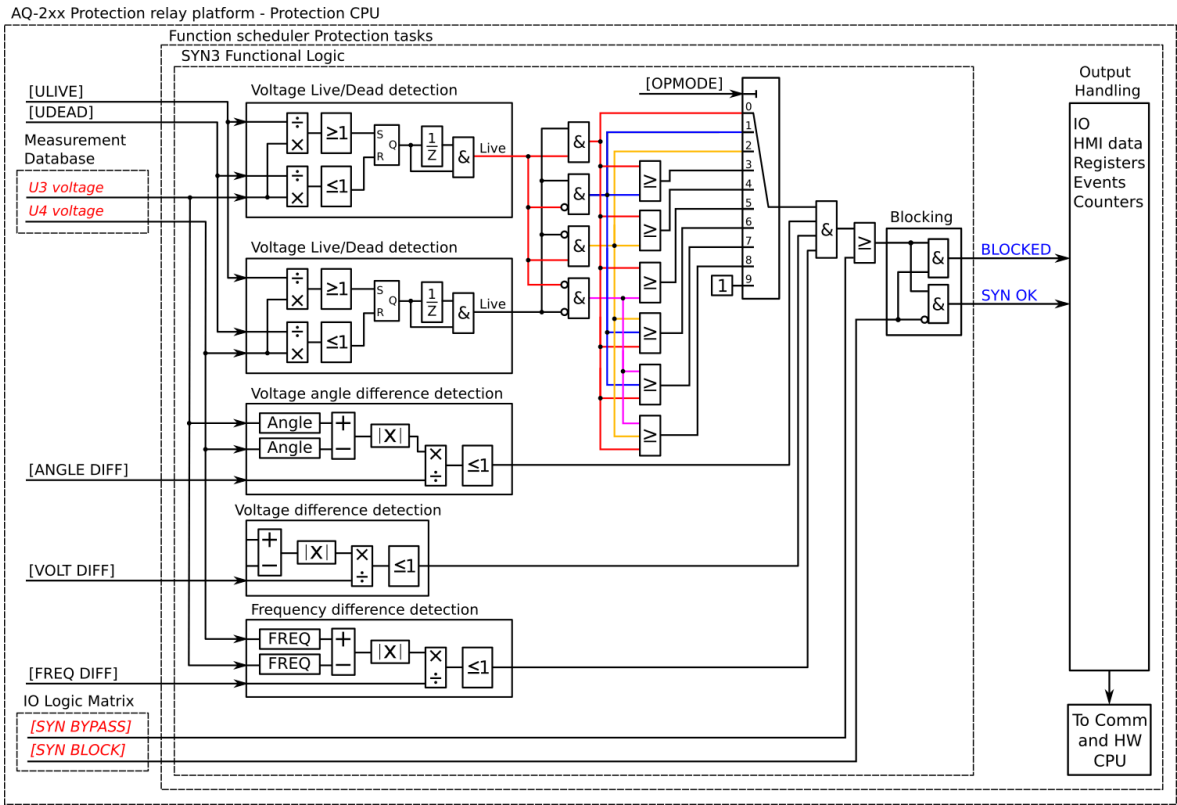 AQ-2xx Protection relay platform - Protection CPU
Function scheduler Protection tasks
SYN3 Functional Logic
[ULIVE]
[UDEAD]
Measurement
Database
U3 voltage
U4 voltage
Voltage Live/Dead detection
÷
×
≥1
÷
×
≤1
S
Q
R
1
Z
&
Live
Voltage Live/Dead detection
÷
×
≥1
÷
×
≤1
S
Q
R
1
Z
&
Live
&
&
&
&
≥
≥
≥
≥
≥
≥
[OPMODE]
0
1
2
3
4
5
6
7
8
9
1
&
≥
Blocking
&
&
BLOCKED
SYN OK
Output
Handling
IO
HMI data
Registers
Events
Counters
To Comm
and HW
CPU
Voltage angle difference detection
Angle
Angle
+
−
|X|
×
÷
≤1
[ANGLE DIFF]
Voltage difference detection
+
−
|X|
×
÷
≤1
[VOLT DIFF]
Frequency difference detection
FREQ
FREQ
+
−
|X|
×
÷
≤1
[FREQ DIFF]
IO Logic Matrix
[SYN BYPASS]
[SYN BLOCK]